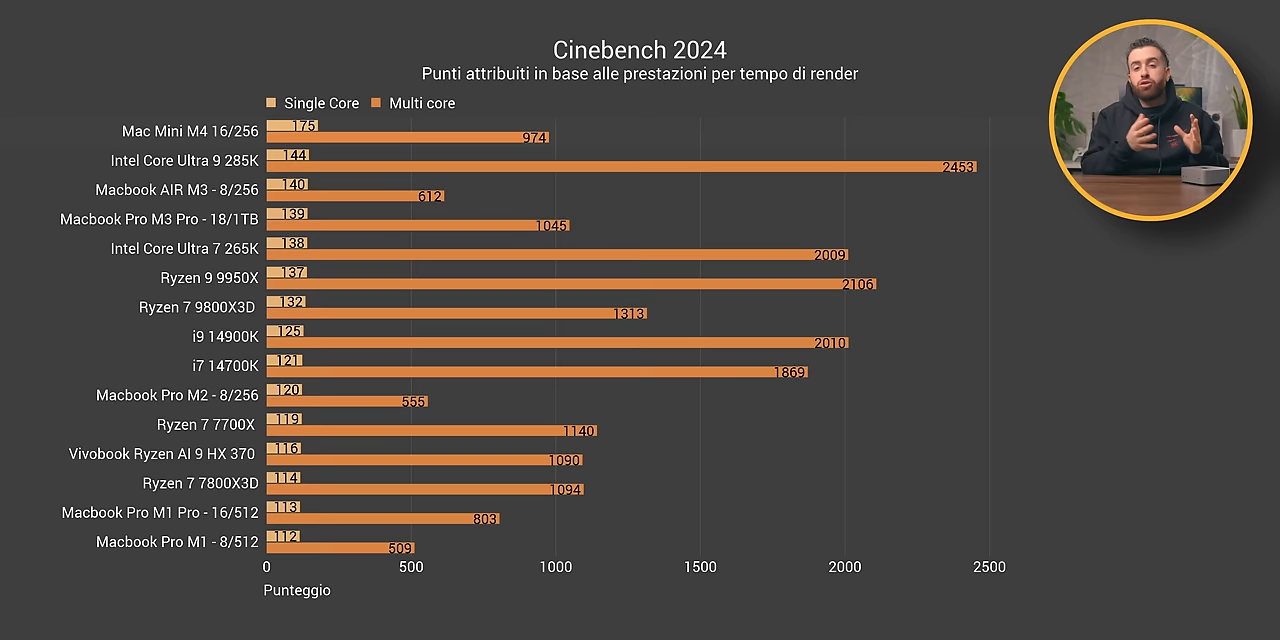 Cinebench 2024
Punti attribuiti in base alle prestazioni per tempo di render
Single Core Multi core
Mac Mini M4 16/256 175 974
Intel Core Ultra 9 285K 144 2453
Macbook AIR M3 - 8/256 140 612
Macbook Pro M3 Pro - 18/1TB 139 1045
Intel Core Ultra 7 265K 138 2009
Ryzen 9 9950X 137 2106
Ryzen 7 9800X3D 132 1313
i9 14900K 125 2010
i7 14700K 121 1869
Macbook Pro M2 - 8/256 120 555
Ryzen 7 7700X 119 1140
Vivobook Ryzen AI 9 HX 370 116 1090
Ryzen 7 7800X3D 114 1094
Macbook Pro M1 Pro - 16/512 113 803
Macbook Pro M1 - 8/512 112 509
0 500 1000 1500 2000 2500
Punteggio